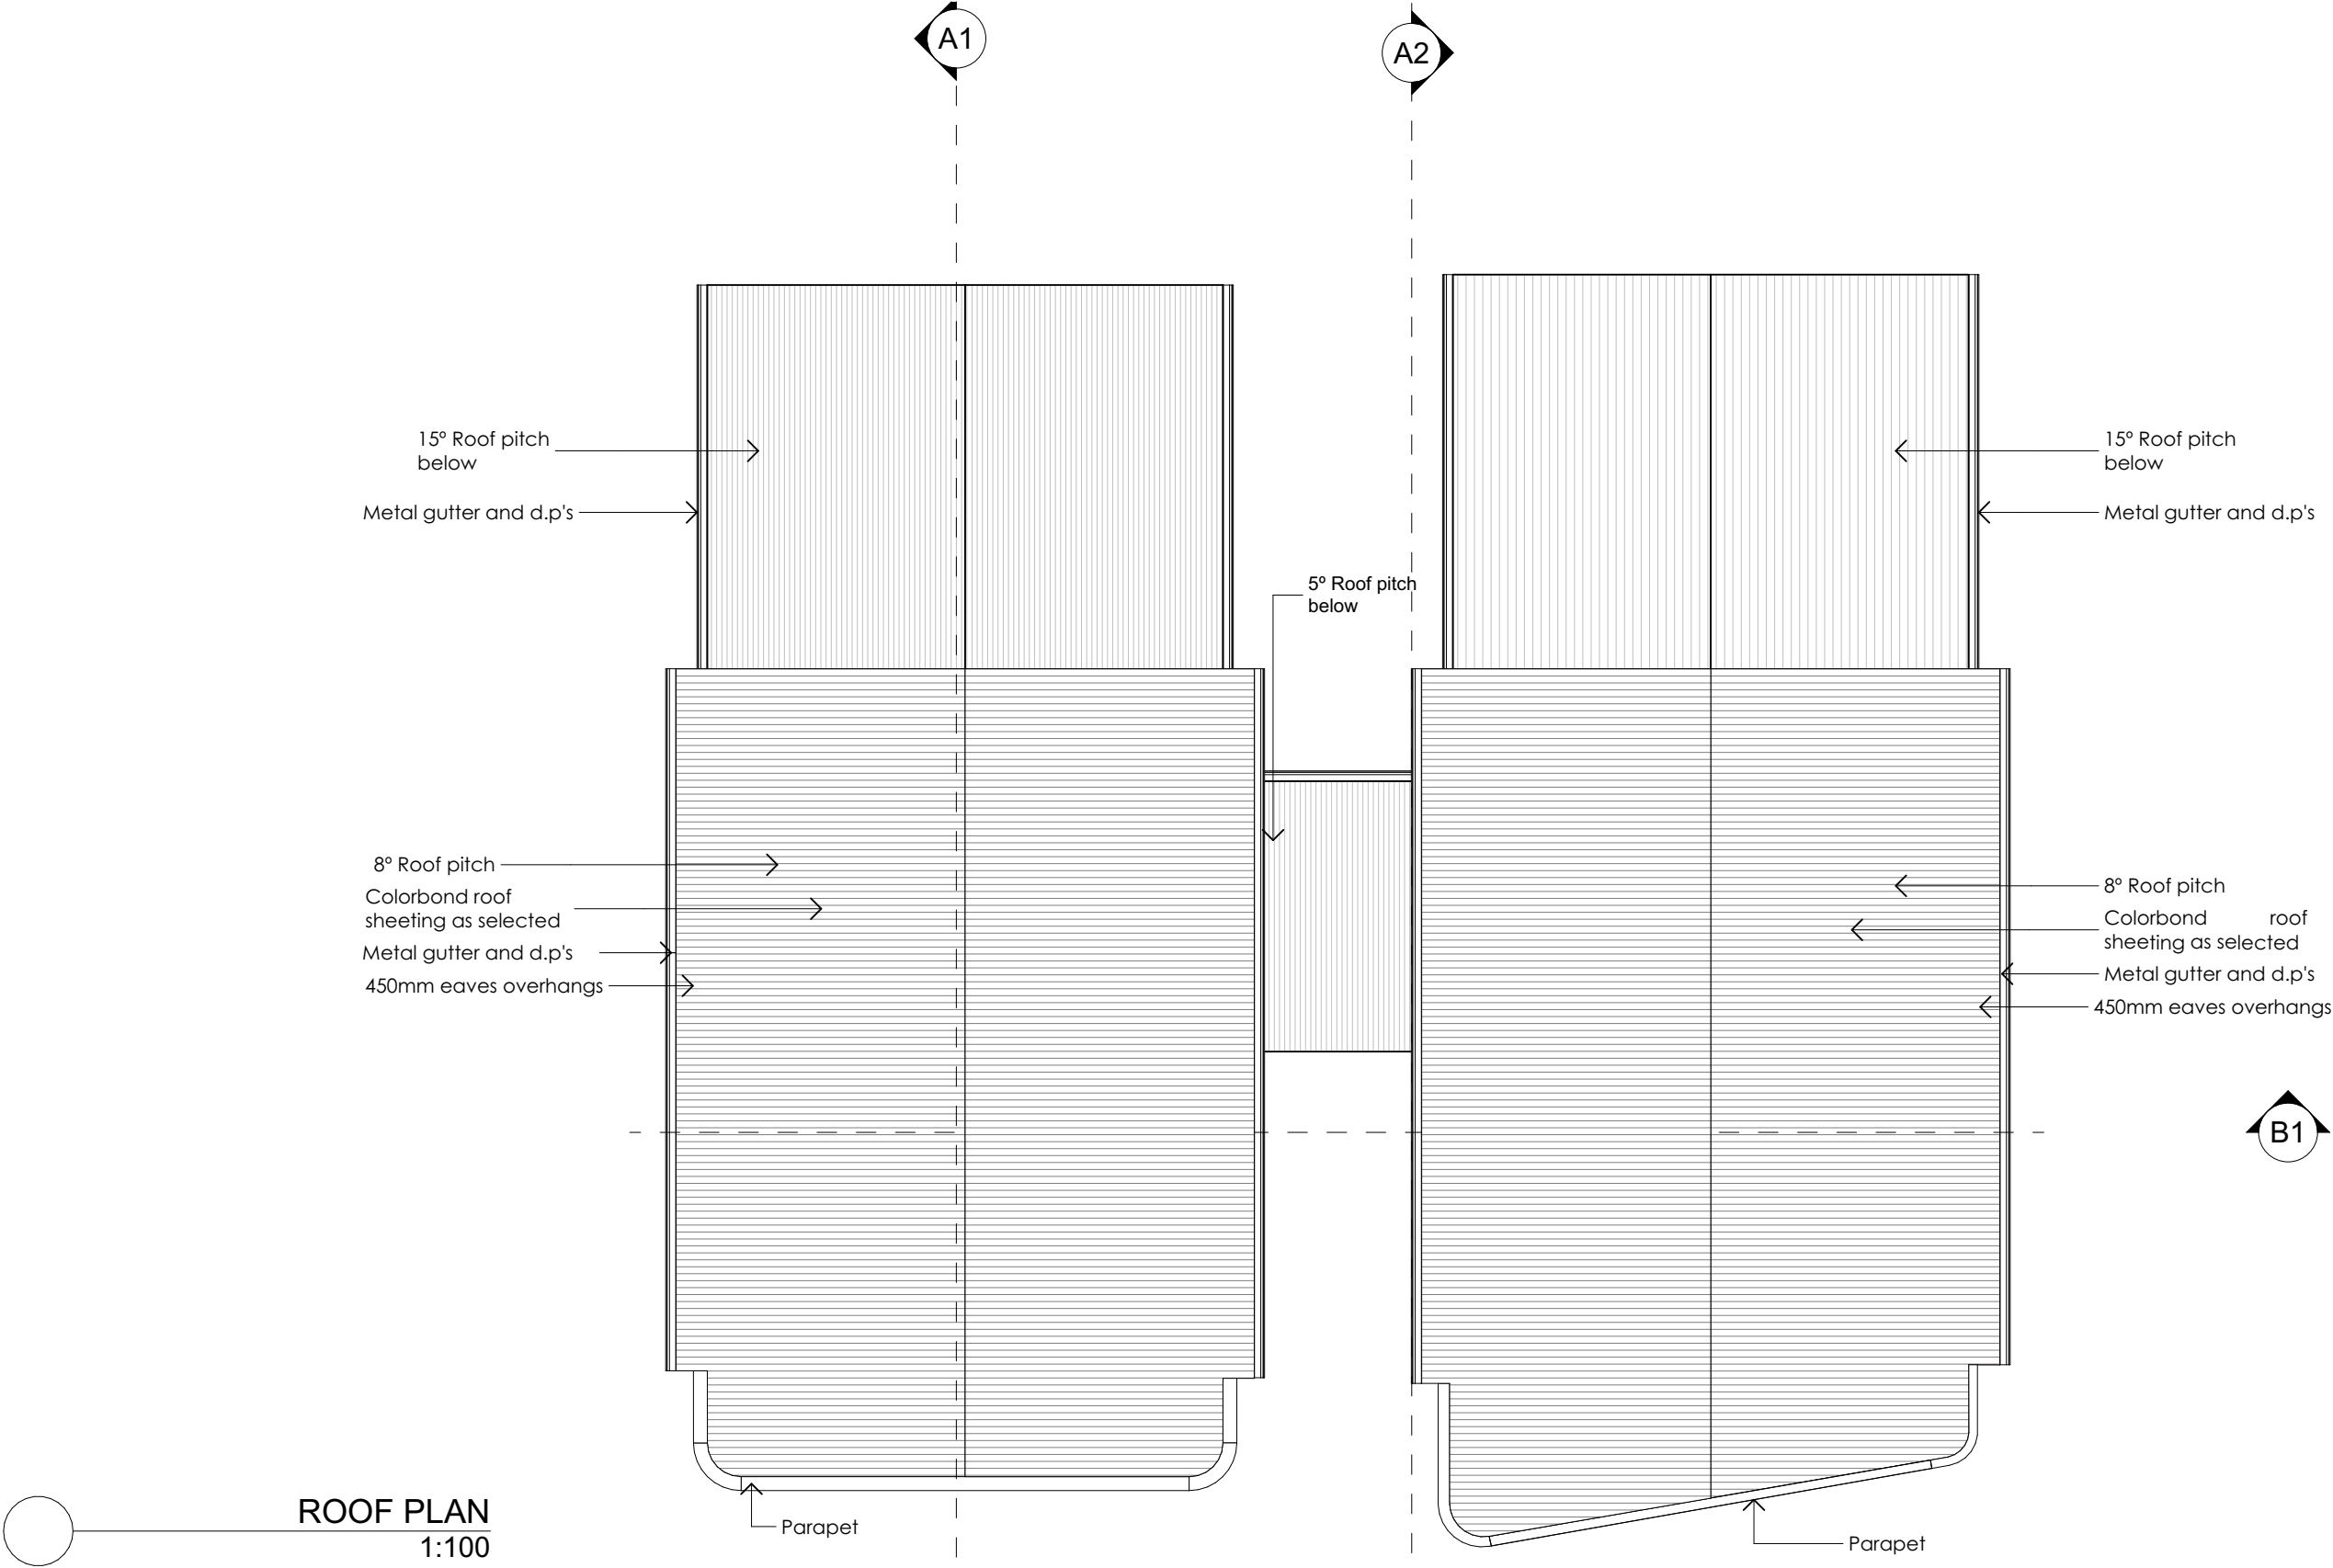 A1
A2
15º Roof pitch
below
Metal gutter and d.p's
15º Roof pitch
below
Metal gutter and d.p's
5º Roof pitch
below
8º Roof pitch
Colorbond roof
sheeting as selected
Metal gutter and d.p's
450mm eaves overhangs
8º Roof pitch
Colorbond roof
sheeting as selected
Metal gutter and d.p's
450mm eaves overhangs
B1
ROOF PLAN
1:100
Parapet
Parapet